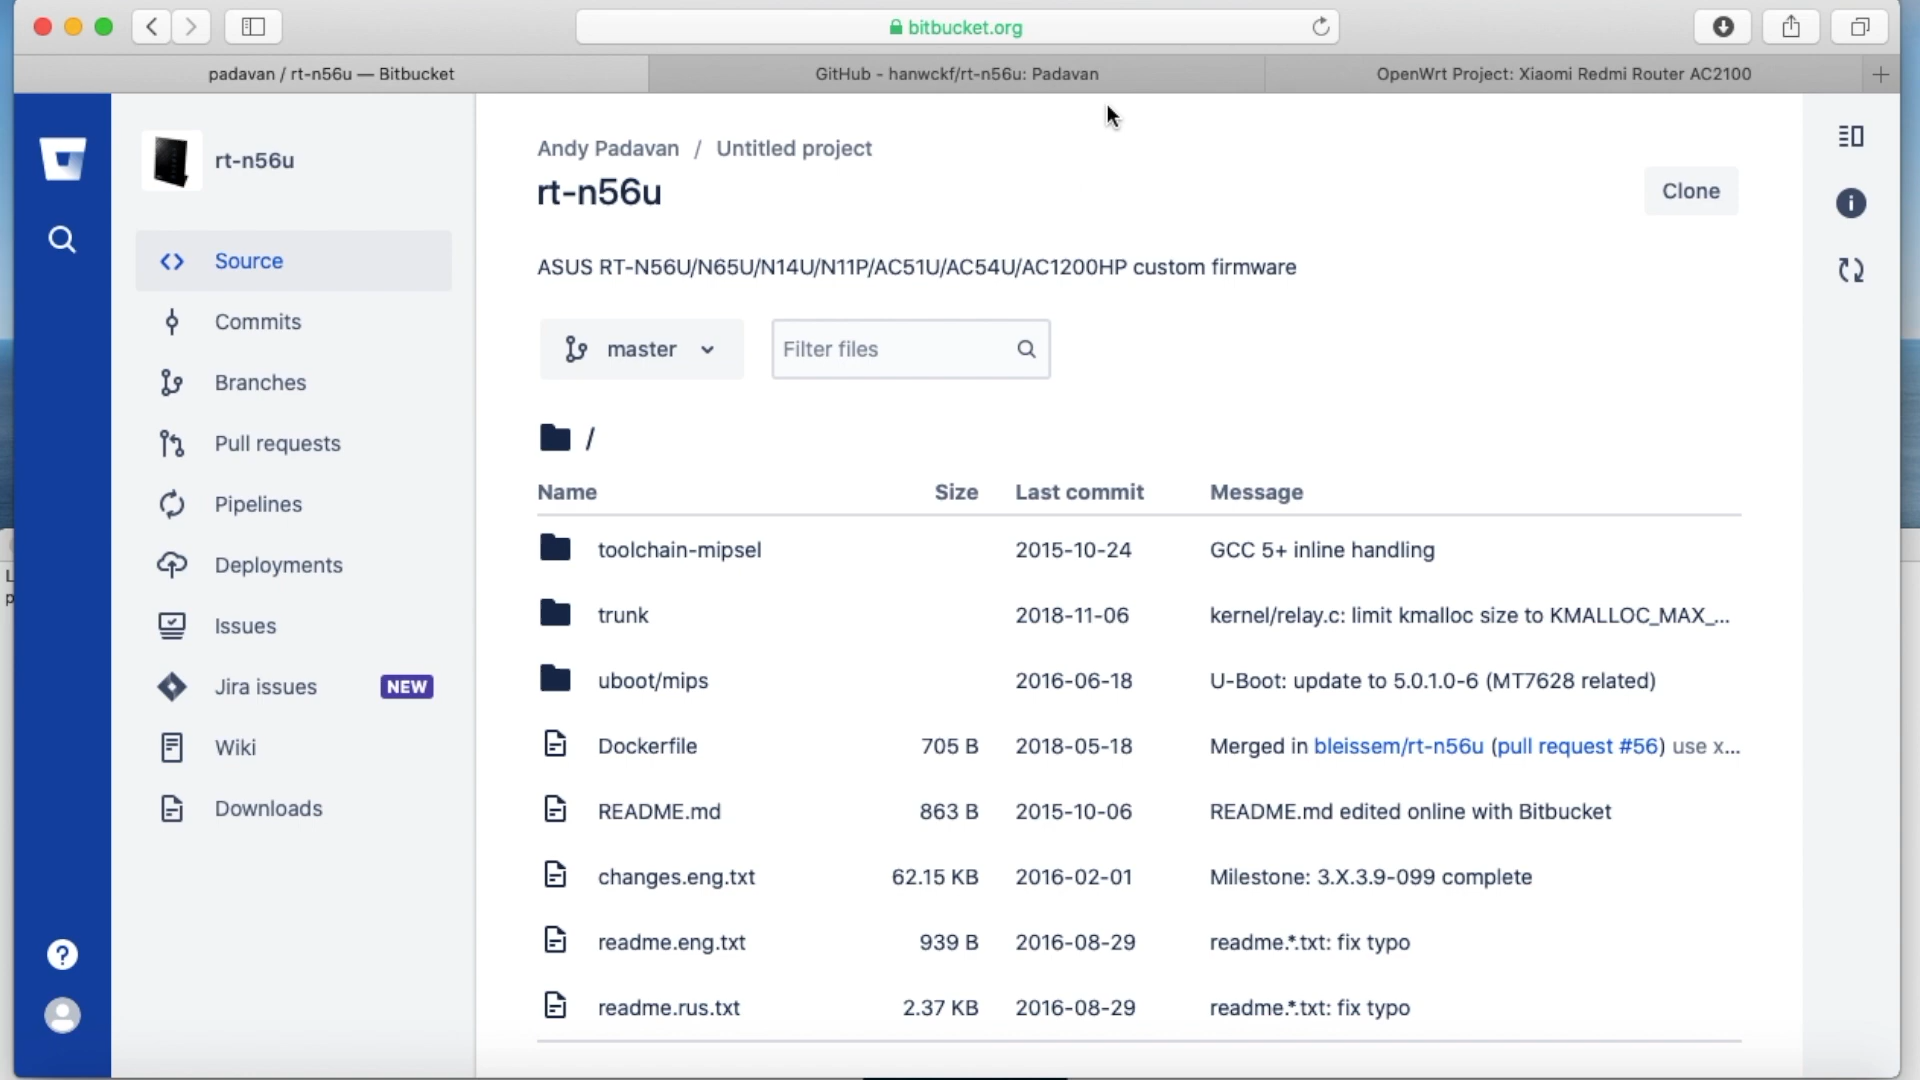 bitbucket.org
padavan / rt-n56u — Bitbucket
GitHub - hanwckf/rt-n56u: Padavan
OpenWrt Project: Xiaomi Redmi Router AC2100
rt-n56u
Source
Commits
Branches
Pull requests
Pipelines
Deployments
Issues
Jira issues NEW
Wiki
Downloads
Andy Padavan / Untitled project
rt-n56u
Clone
ASUS RT-N56U/N65U/N14U/N11P/AC51U/AC54U/AC1200HP custom firmware
master
Filter files
/
Name Size Last commit Message
toolchain-mipsel 2015-10-24 GCC 5+ inline handling
trunk 2018-11-06 kernel/relay.c: limit kmalloc size to KMALLOC_MAX_...
uboot/mips 2016-06-18 U-Boot: update to 5.0.1.0-6 (MT7628 related)
Dockerfile 705 B 2018-05-18 Merged in bleissem/rt-n56u (pull request #56) use x...
README.md 863 B 2015-10-06 README.md edited online with Bitbucket
changes.eng.txt 62.15 KB 2016-02-01 Milestone: 3.X.3.9-099 complete
readme.eng.txt 939 B 2016-08-29 readme.*.txt: fix typo
readme.rus.txt 2.37 KB 2016-08-29 readme.*.txt: fix typo